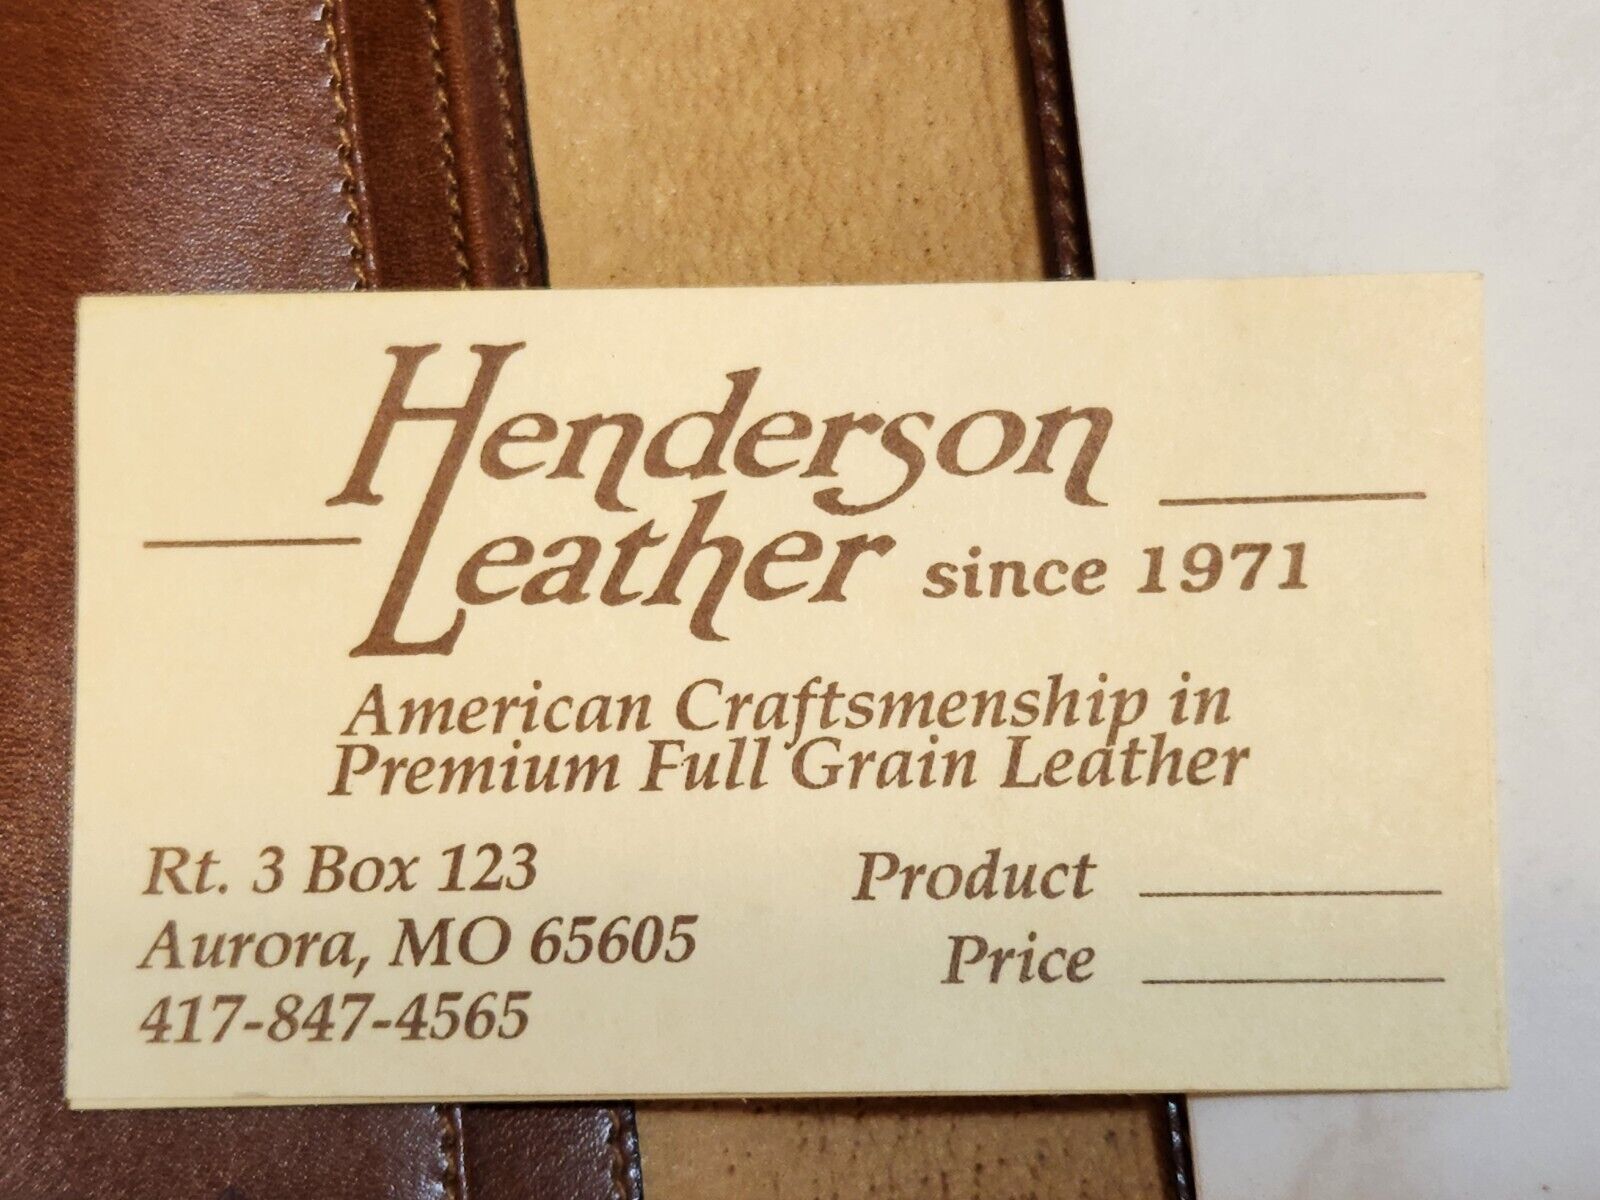 Henderson
Leather since 1971
American Craftsmenship in
Premium Full Grain Leather
Rt. 3 Box 123
Aurora, MO 65605
417-847-4565
Product
Price